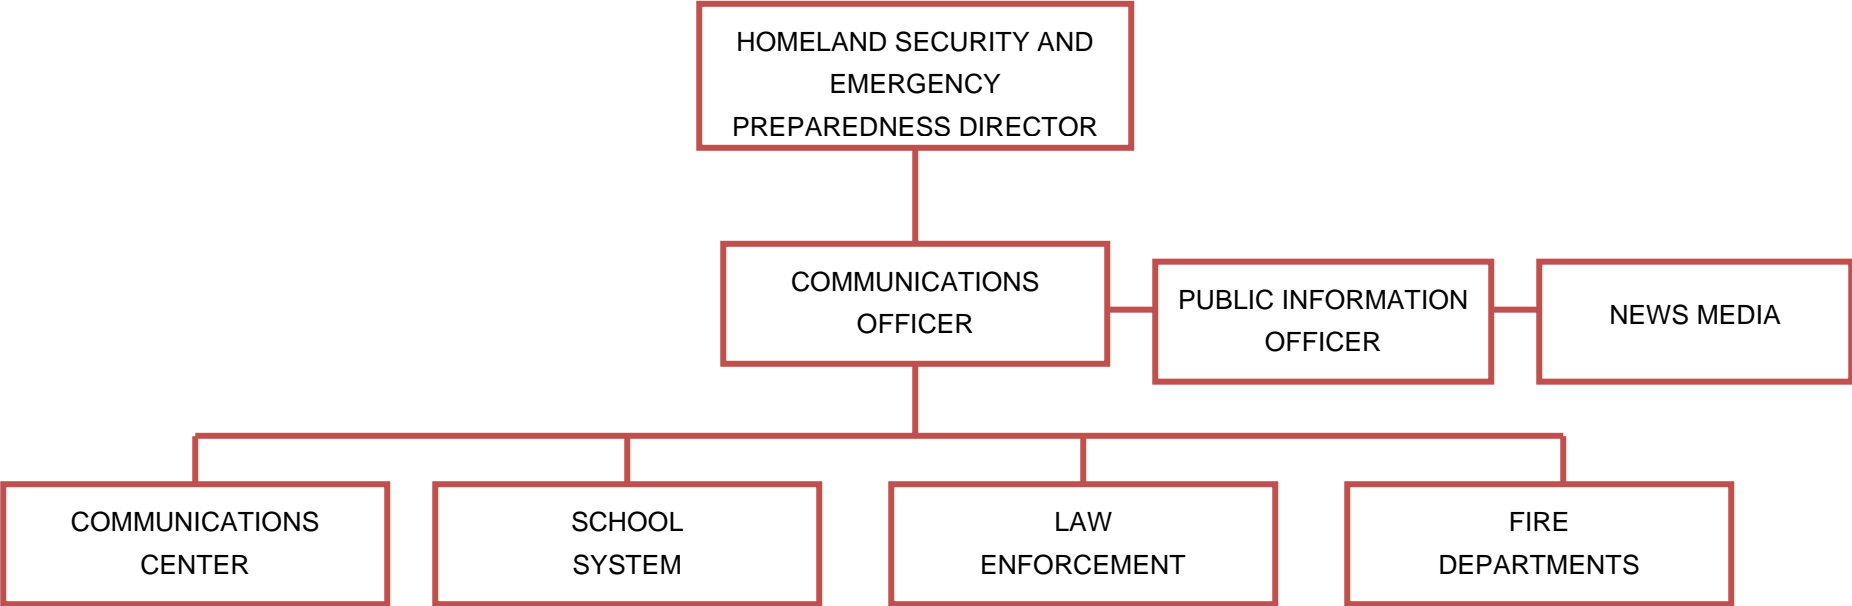 HOMELAND SECURITY AND
EMERGENCY
PREPAREDNESS DIRECTOR
COMMUNICATIONS
OFFICER
PUBLIC INFORMATION
OFFICER
NEWS MEDIA
COMMUNICATIONS
CENTER
SCHOOL
SYSTEM
LAW
ENFORCEMENT
FIRE
DEPARTMENTS